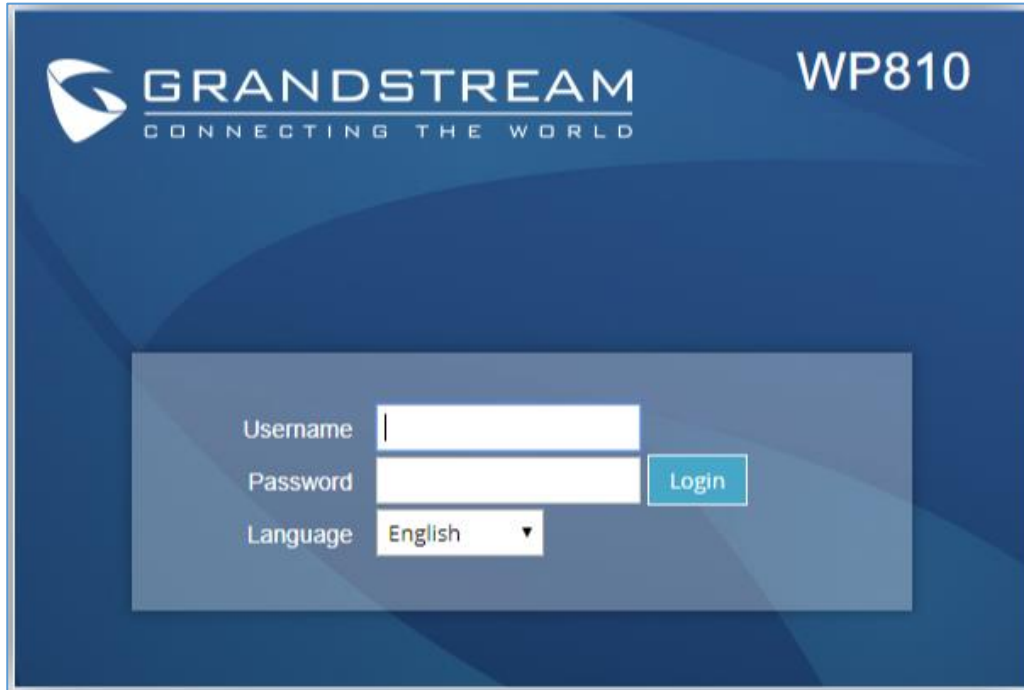 GRANDSTREAM
CONNECTING THE WORLD
WP810
Username
Password
Login
Language
English